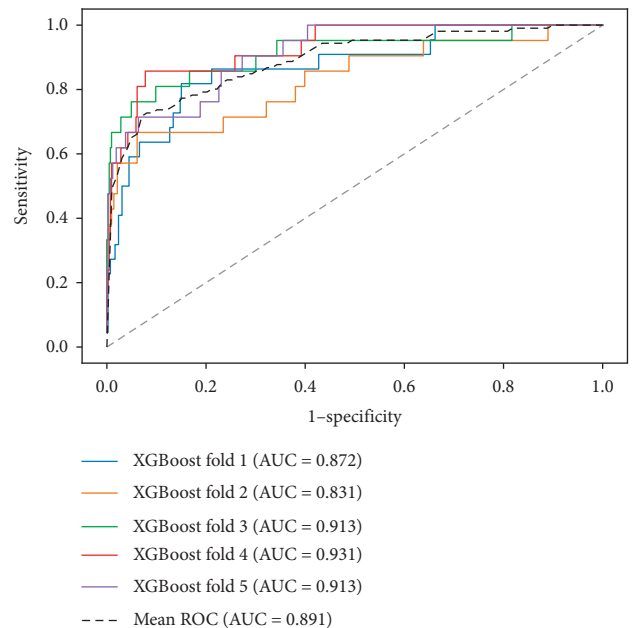 1.0
0.8
0.6
0.4
0.2
0.0
Sensitivity
0.0 0.2 0.4 0.6 0.8 1.0
1–specificity
XGBoost fold 1 (AUC = 0.872)
XGBoost fold 2 (AUC = 0.831)
XGBoost fold 3 (AUC = 0.913)
XGBoost fold 4 (AUC = 0.931)
XGBoost fold 5 (AUC = 0.913)
Mean ROC (AUC = 0.891)